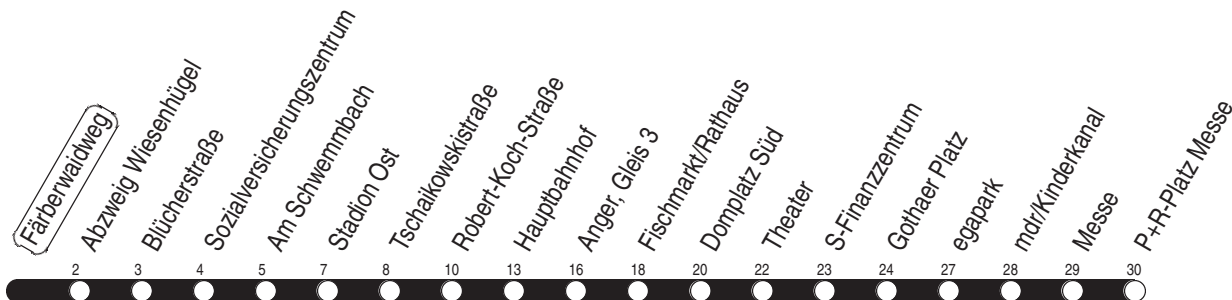 Färberwaidweg
Abzweig Wiesenhügel
Blücherstraße
Sozialversicherungszentrum
Am Schwemmbach
Stadion Ost
Tschaikowskistraße
Robert-Koch-Straße
Hauptbahnhof
Anger, Gleis 3
Fischmarkt/Rathaus
Domplatz Süd
Theater
S-Finanzzentrum
Gothaer Platz
egapark
mdr/Kinderkanal
Messe
P+R-Platz Messe
2 3 4 5 7 8 10 13 16 18 20 22 23 24 27 28 29 30